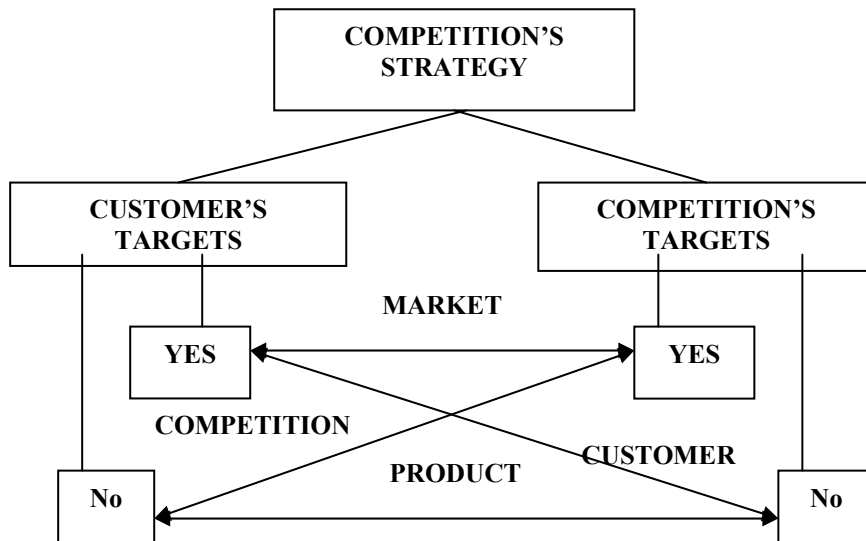 COMPETITION’S
STRATEGY
CUSTOMER’S
TARGETS
COMPETITION’S
TARGETS
MARKET
YES
YES
COMPETITION
CUSTOMER
PRODUCT
No
No